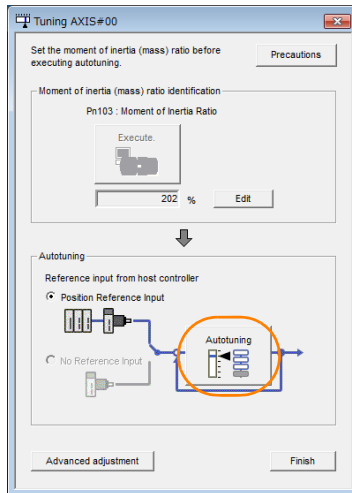 Tuning AXIS#00
Set the moment of inertia (mass) ratio before
executing autotuning.
Precautions
Moment of inertia (mass) ratio identification
Pn103 : Moment of Inertia Ratio
Execute.
202 %
Edit
Autotuning
Reference input from host controller
Position Reference Input
No Reference Input
Autotuning
Advanced adjustment
Finish